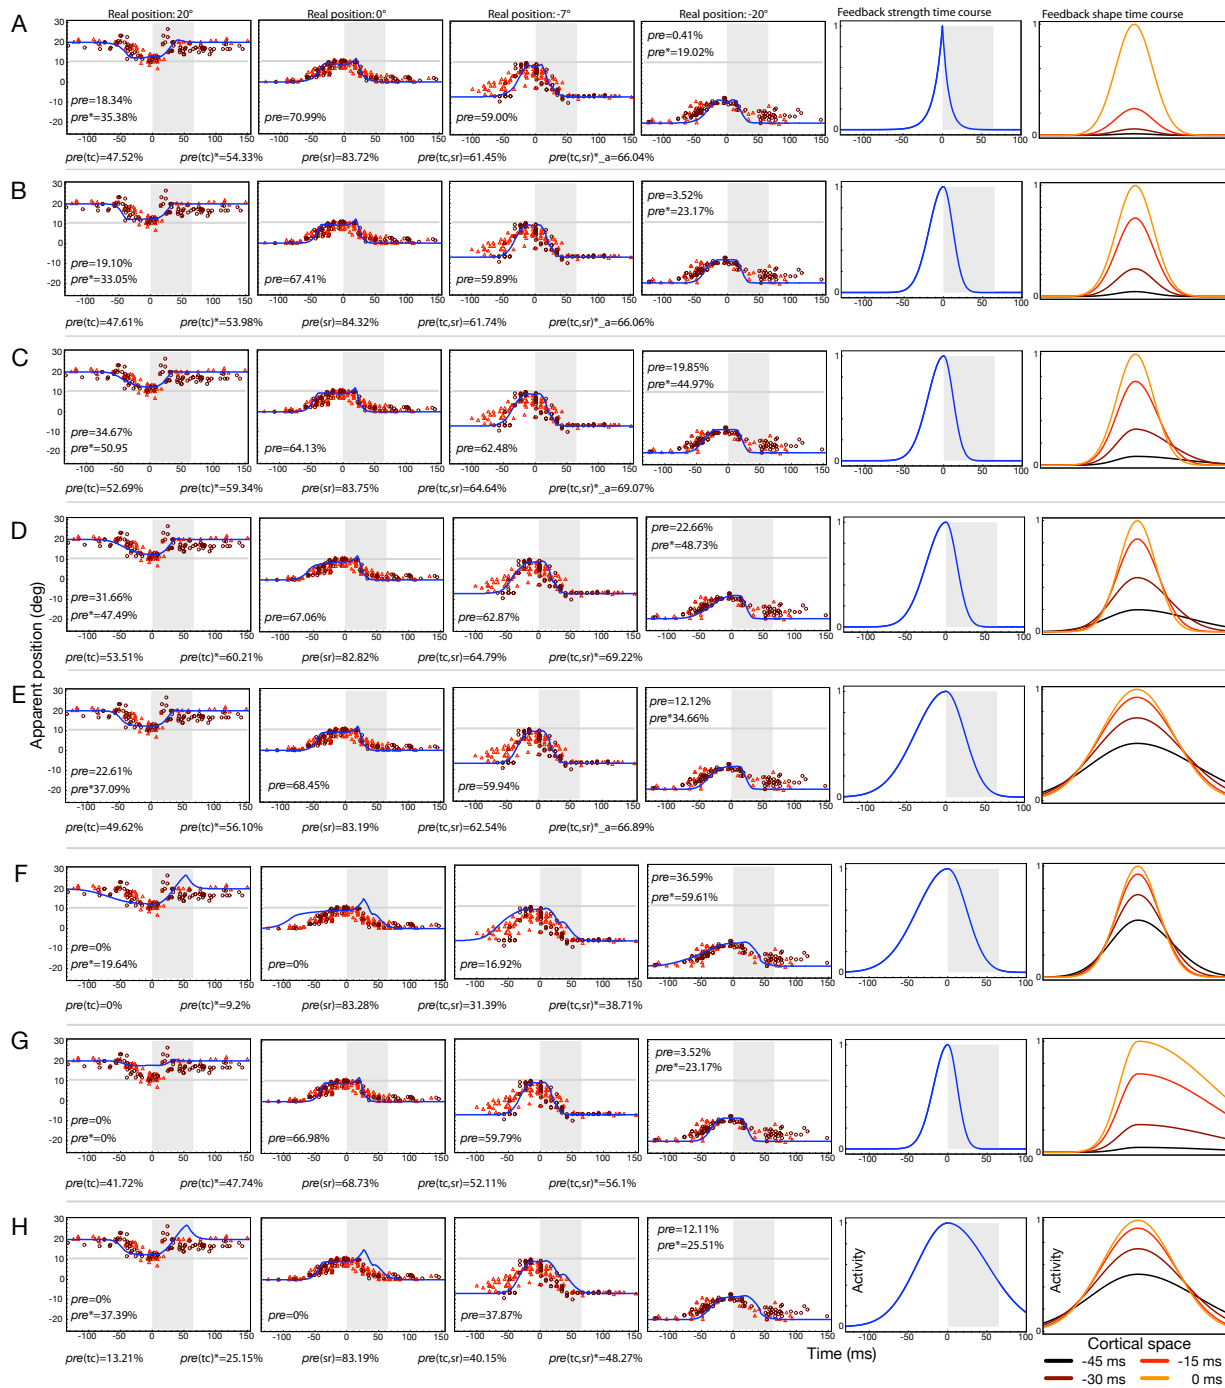 Real position: 20° Real position: 0° Real position: -7° Real position: -20° Feedback strength time course Feedback shape time course
A
30 20 10 0 -10 -20
pre=18.34%
pre*=35.38%
pre=70.99%
pre=59.00%
pre=0.41%
pre*=19.02%
-100 -50 0 50 100 150
pre(tc)=47.52% pre(tc)*=54.33% pre(sr)=83.72% pre(tc,sr)=61.45% pre(tc,sr)*_a=66.04%
B
pre=19.10%
pre*=33.05%
pre=67.41%
pre=59.89%
pre=3.52%
pre*=23.17%
pre(tc)=47.61% pre(tc)*=53.98% pre(sr)=84.32% pre(tc,sr)=61.74% pre(tc,sr)*_a=66.06%
C
pre=34.67%
pre*=50.95
pre=64.13%
pre=62.48%
pre=19.85%
pre*=44.97%
pre(tc)=52.69% pre(tc)*=59.34% pre(sr)=83.75% pre(tc,sr)=64.64% pre(tc,sr)*_a=69.07%
D
pre=31.66%
pre*=47.49%
pre=67.06%
pre=62.87%
pre=22.66%
pre*=48.73%
pre(tc)=53.51% pre(tc)*=60.21% pre(sr)=82.82% pre(tc,sr)=64.79% pre(tc,sr)*=69.22%
Apparent position (deg)
E
pre=22.61%
pre*37.09%
pre=68.45%
pre=59.94%
pre=12.12%
pre*34.66%
pre(tc)=49.62% pre(tc)*=56.10% pre(sr)=83.19% pre(tc,sr)=62.54% pre(tc,sr)*_a=66.89%
F
pre=0%
pre*=19.64%
pre=0%
pre=16.92%
pre=36.59%
pre*=59.61%
pre(tc)=0% pre(tc)*=9.2% pre(sr)=83.28% pre(tc,sr)=31.39% pre(tc,sr)*=38.71%
G
pre=0%
pre*=0%
pre=66.98%
pre=59.79%
pre=3.52%
pre*=23.17%
pre(tc)=41.72% pre(tc)*=47.74% pre(sr)=68.73% pre(tc,sr)=52.11% pre(tc,sr)*=56.1%
H
pre=0%
pre*=37.39%
pre=0%
pre=37.87%
pre=12.11%
pre*=25.51%
Activity
Activity
pre(tc)=13.21% pre(tc)*=25.15% pre(sr)=83.19% pre(tc,sr)=40.15% pre(tc,sr)*=48.27%
Time (ms)
Cortical space
-45 ms -15 ms
-30 ms 0 ms